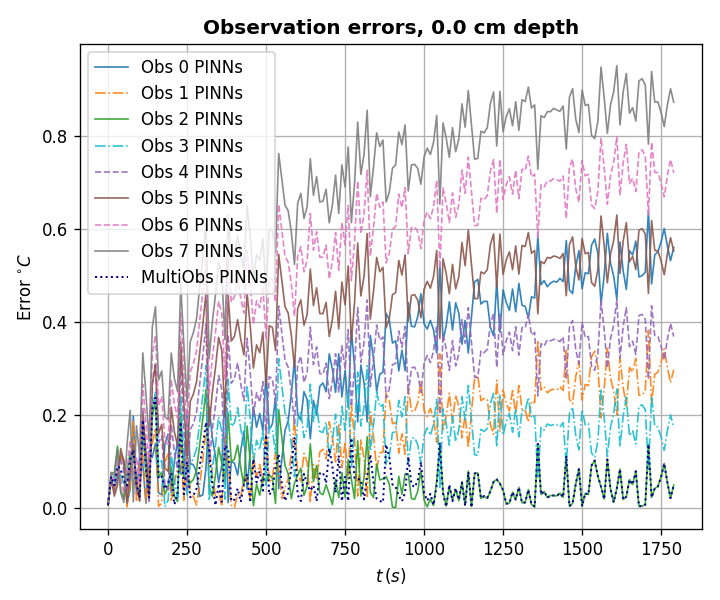 Observation errors, 0.0 cm depth
Obs 0 PINNs
Obs 1 PINNs
Obs 2 PINNs
Obs 3 PINNs
Obs 4 PINNs
Obs 5 PINNs
Obs 6 PINNs
Obs 7 PINNs
MultiObs PINNs
Error °C
0.8
0.6
0.4
0.2
0.0
0 250 500 750 1000 1250 1500 1750
t (s)